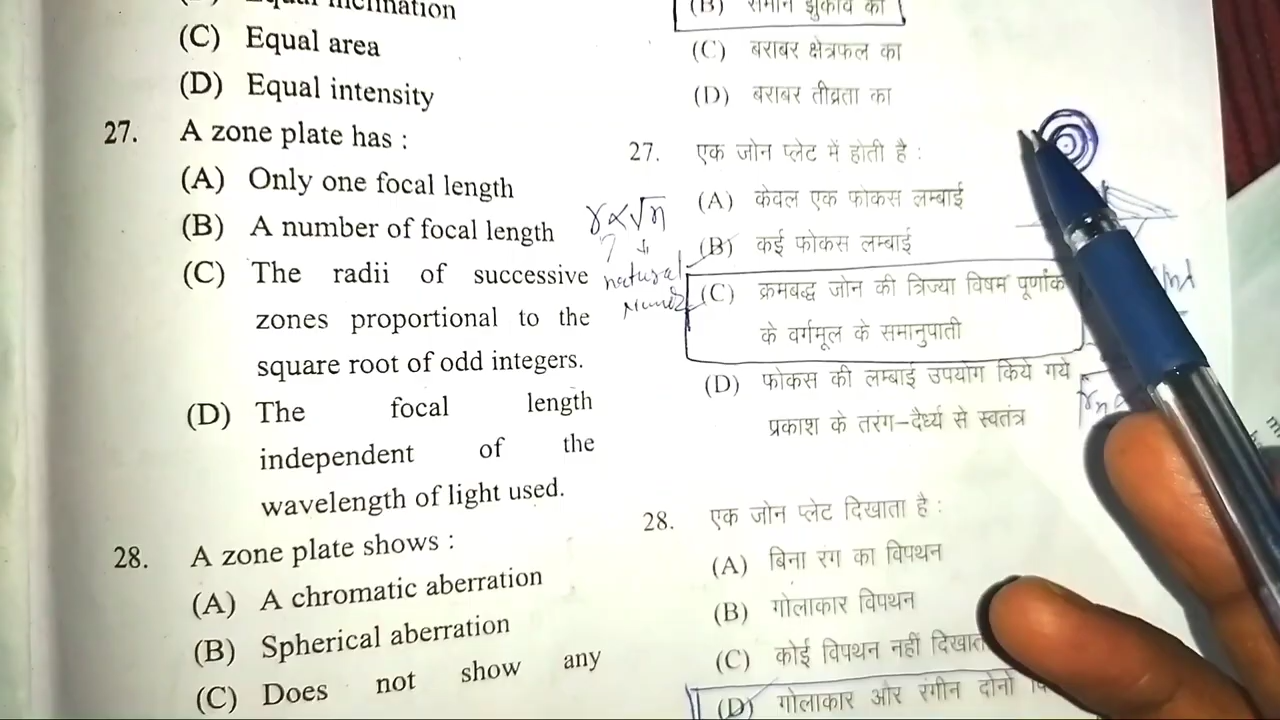 Equal inclination
(C) Equal area
(D) Equal intensity
27. A zone plate has :
(A) Only one focal length
(B) A number of focal length
(C) The radii of successive
zones proportional to the
square root of odd integers.
(D) The focal length
independent of the
wavelength of light used.
28. A zone plate shows :
(A) A chromatic aberration
(B) Spherical aberration
(C) Does not show any
r∝√n
natural
(B) समान झुकाव का
(C) बराबर क्षेत्रफल का
(D) बराबर तीव्रता का
27. एक जोन प्लेट में होती है :
(A) केवल एक फोकस लम्बाई
(B) कई फोकस लम्बाई
(C) क्रमबद्ध जोन की त्रिज्या विषम पूर्णांक
के वर्गमूल के समानुपाती
(D) फोकस की लम्बाई उपयोग किये गये
प्रकाश के तरंग-दैर्ध्य से स्वतंत्र
28. एक जोन प्लेट दिखाता है :
(A) बिना रंग का विपथन
(B) गोलाकार विपथन
(C) कोई विपथन नहीं
(D) गोलाकार और रंगीन दोनों